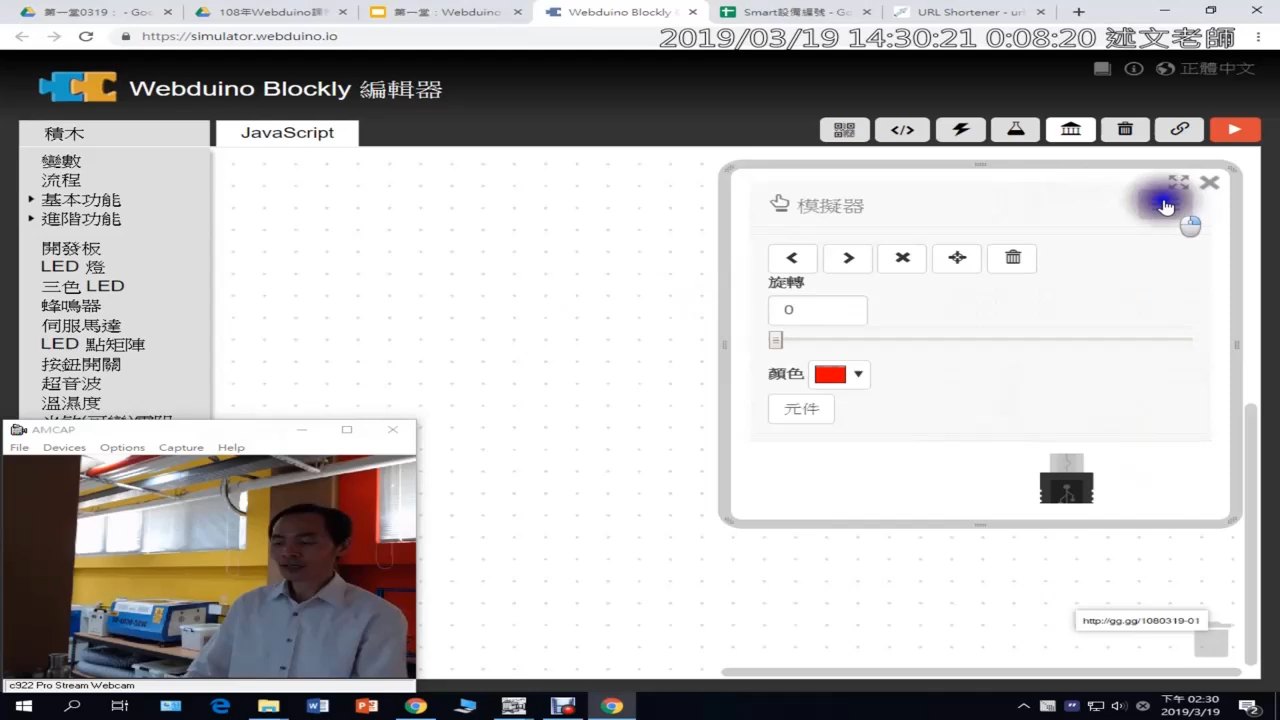 第一堂0319：- Goo
108年Webduino課
第一堂：Webduino
Webduino Blockly
Smart設備編號 - Go
URL Shortener - url
https://simulator.webduino.io
2019/03/19 14:30:21 0:08:20 述文老師
Webduino Blockly 編輯器
正體中文
積木
JavaScript
變數
流程
基本功能
進階功能
開發板
LED 燈
三色 LED
蜂鳴器
伺服馬達
LED 點矩陣
按鈕開關
超音波
溫濕度
模擬器
旋轉
0
顏色
元件
AMCAP
File Devices Options Capture Help
c922 Pro Stream Webcam
http://gg.gg/1080319-01
下午 02:30
2019/3/19
2